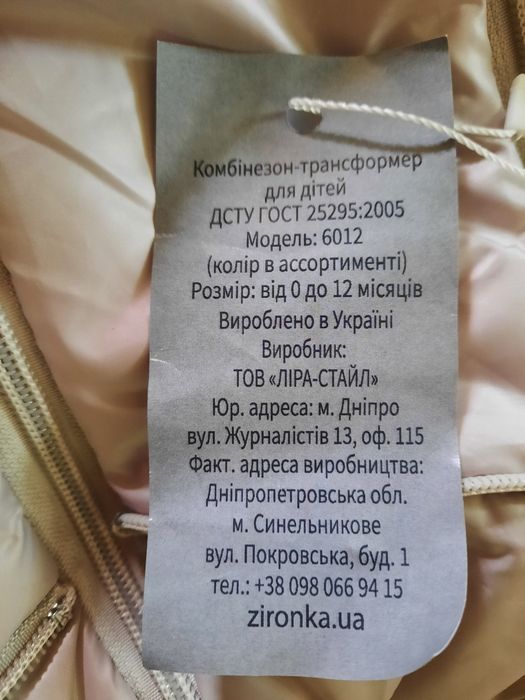 Комбінезон-трансформер
для дітей
ДСТУ ГОСТ 25295:2005
Модель: 6012
(колір в ассортименті)
Розмір: від 0 до 12 місяців
Вироблено в Україні
Виробник:
ТОВ «ЛІРА-СТАЙЛ»
Юр. адреса: м. Дніпро
вул. Журналістів 13, оф. 115
Факт. адреса виробництва:
Дніпропетровська обл.
м. Синельникове
вул. Покровська, буд. 1
тел.: +38 098 066 94 15
zironka.ua